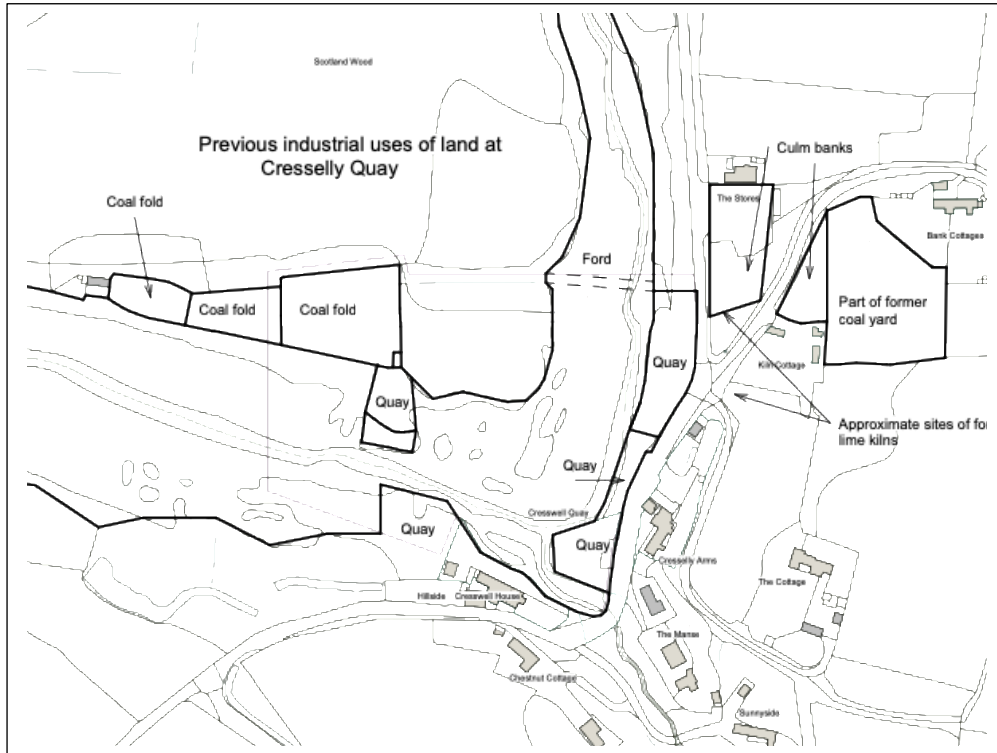 Scotland Wood
Previous industrial uses of land at
Cresselly Quay
Culm banks
Coal fold
The Stores
Bank Cottages
Ford
Coal fold
Coal fold
Part of former
coal yard
Quay
Kiln Cottage
Quay
Approximate sites of for
lime kilns
Quay
Cresswell Quay
Quay
Quay
Cresselly Arms
The Cottage
Hillside
Cresswell House
The Manse
Chestnut Cottage
Sunnyside